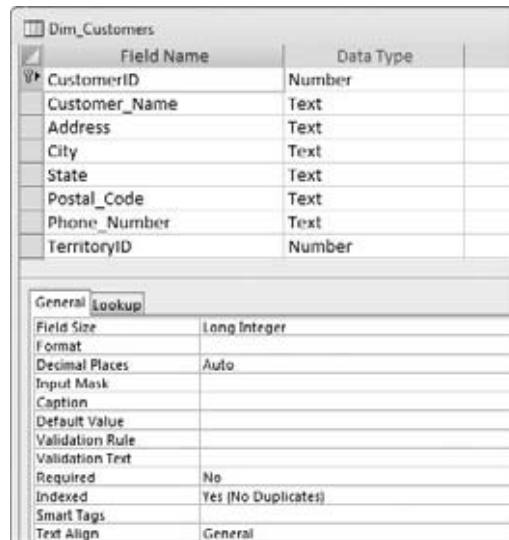 Dim_Customers
Field Name Data Type
CustomerID Number
Customer_Name Text
Address Text
City Text
State Text
Postal_Code Text
Phone_Number Text
TerritoryID Number
General Lookup
Field Size Long Integer
Format
Decimal Places Auto
Input Mask
Caption
Default Value
Validation Rule
Validation Text
Required No
Indexed Yes (No Duplicates)
Smart Tags
Text Align General